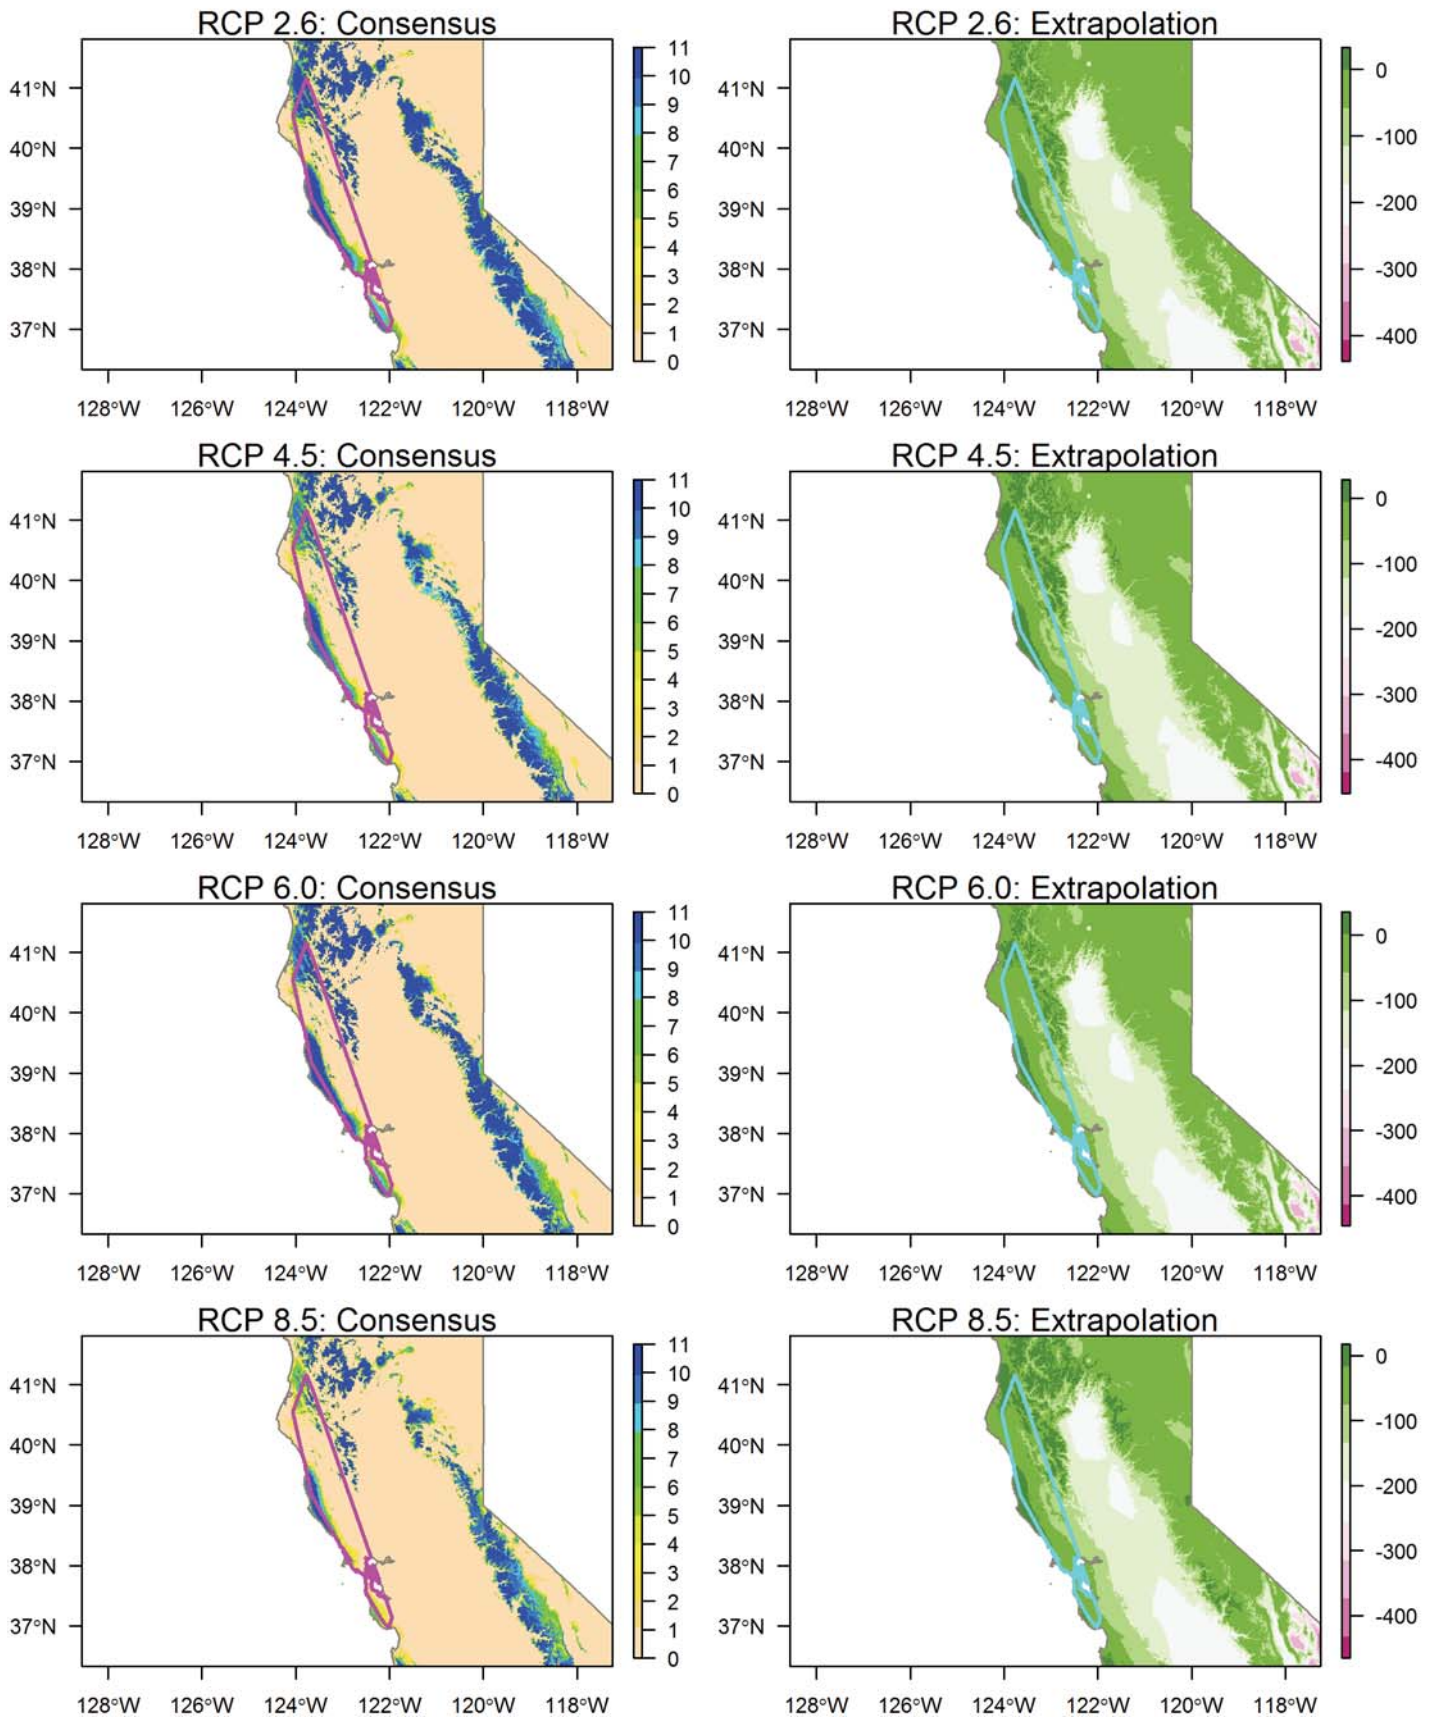 RCP 2.6: Consensus
41°N
40°N
39°N
38°N
37°N
128°W 126°W 124°W 122°W 120°W 118°W
11
10
9
8
7
6
5
4
3
2
1
0
RCP 2.6: Extrapolation
41°N
40°N
39°N
38°N
37°N
128°W 126°W 124°W 122°W 120°W 118°W
0
-100
-200
-300
-400
RCP 4.5: Consensus
41°N
40°N
39°N
38°N
37°N
128°W 126°W 124°W 122°W 120°W 118°W
11
10
9
8
7
6
5
4
3
2
1
0
RCP 4.5: Extrapolation
41°N
40°N
39°N
38°N
37°N
128°W 126°W 124°W 122°W 120°W 118°W
0
-100
-200
-300
-400
RCP 6.0: Consensus
41°N
40°N
39°N
38°N
37°N
128°W 126°W 124°W 122°W 120°W 118°W
11
10
9
8
7
6
5
4
3
2
1
0
RCP 6.0: Extrapolation
41°N
40°N
39°N
38°N
37°N
128°W 126°W 124°W 122°W 120°W 118°W
0
-100
-200
-300
-400
RCP 8.5: Consensus
41°N
40°N
39°N
38°N
37°N
128°W 126°W 124°W 122°W 120°W 118°W
11
10
9
8
7
6
5
4
3
2
1
0
RCP 8.5: Extrapolation
41°N
40°N
39°N
38°N
37°N
128°W 126°W 124°W 122°W 120°W 118°W
0
-100
-200
-300
-400